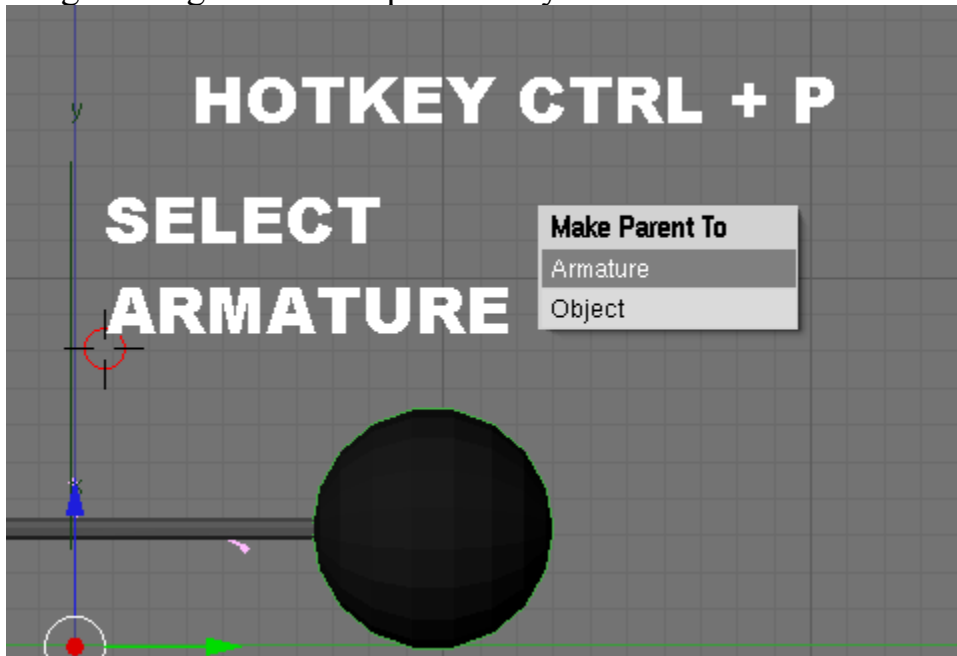 HOTKEY CTRL + P
y
SELECT
ARMATURE
Make Parent To
Armature
Object
x